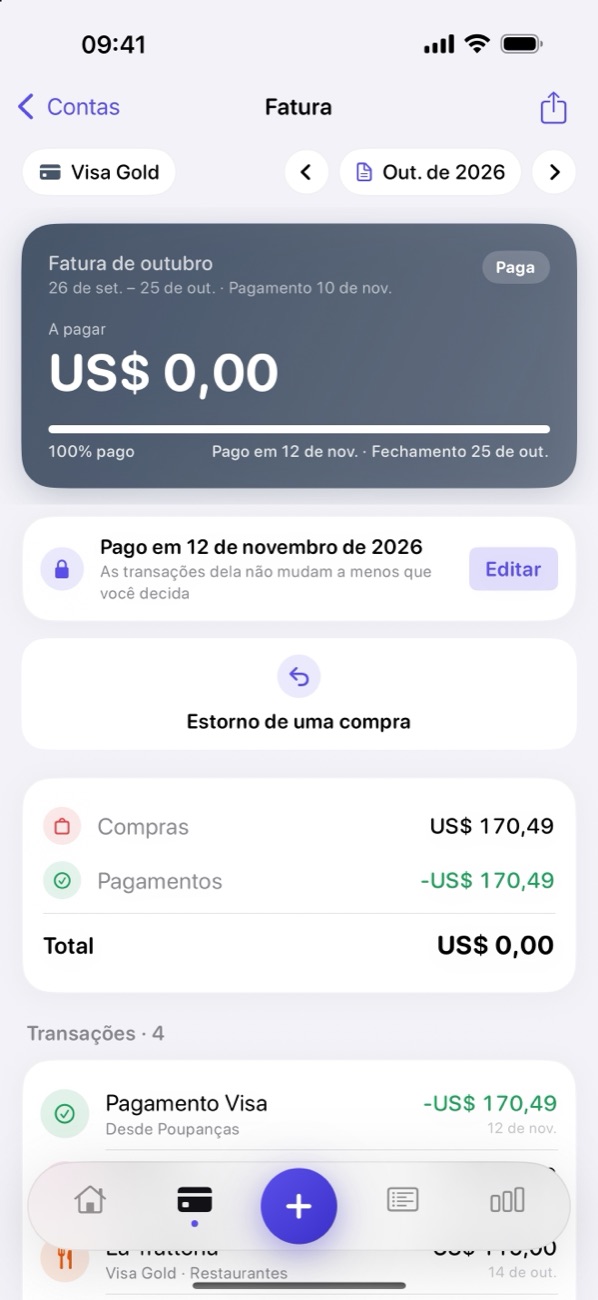 09:41
Contas
Fatura
Visa Gold
Out. de 2026
Fatura de outubro
Paga
26 de set. – 25 de out. · Pagamento 10 de nov.
A pagar
US$ 0,00
100% pago
Pago em 12 de nov. · Fechamento 25 de out.
Pago em 12 de novembro de 2026
As transações dela não mudam a menos que
você decida
Editar
Estorno de uma compra
Compras
US$ 170,49
Pagamentos
-US$ 170,49
Total
US$ 0,00
Transações · 4
Pagamento Visa
-US$ 170,49
Desde Poupanças
12 de nov.
Visa Gold · Restaurantes
14 de out.